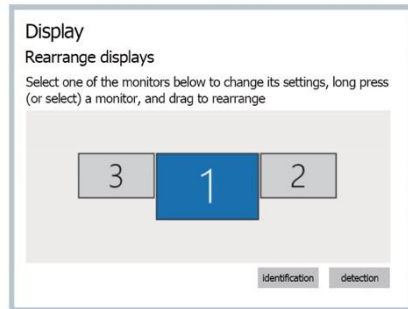 Display
Rearrange displays
Select one of the monitors below to change its settings, long press
(or select) a monitor, and drag to rearrange
3 1 2
identification detection